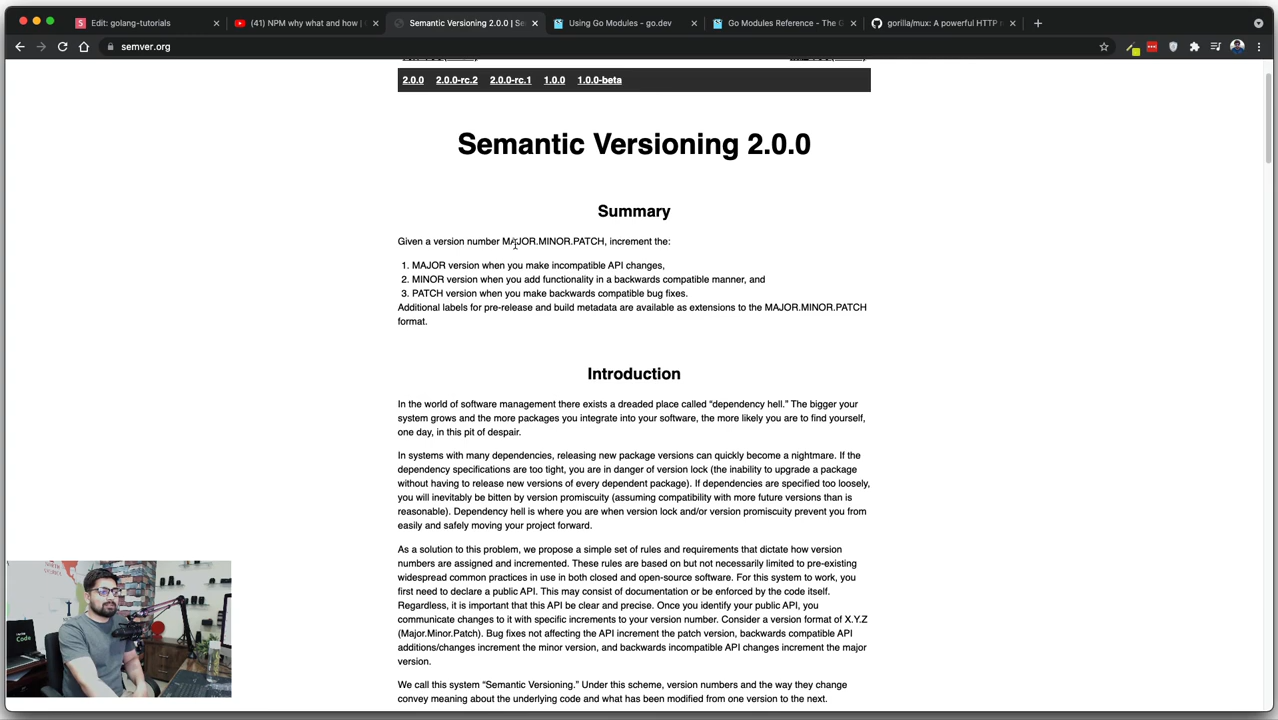 Edit: golang-tutorials
(41) NPM why what and how |
Semantic Versioning 2.0.0 | Se
Using Go Modules - go.dev
Go Modules Reference - The G
gorilla/mux: A powerful HTTP r
semver.org
2.0.0 2.0.0-rc.2 2.0.0-rc.1 1.0.0 1.0.0-beta
Semantic Versioning 2.0.0
Summary
Given a version number MAJOR.MINOR.PATCH, increment the:
1. MAJOR version when you make incompatible API changes,
2. MINOR version when you add functionality in a backwards compatible manner, and
3. PATCH version when you make backwards compatible bug fixes.
Additional labels for pre-release and build metadata are available as extensions to the MAJOR.MINOR.PATCH
format.
Introduction
In the world of software management there exists a dreaded place called “dependency hell.” The bigger your
system grows and the more packages you integrate into your software, the more likely you are to find yourself,
one day, in this pit of despair.
In systems with many dependencies, releasing new package versions can quickly become a nightmare. If the
dependency specifications are too tight, you are in danger of version lock (the inability to upgrade a package
without having to release new versions of every dependent package). If dependencies are specified too loosely,
you will inevitably be bitten by version promiscuity (assuming compatibility with more future versions than is
reasonable). Dependency hell is where you are when version lock and/or version promiscuity prevent you from
easily and safely moving your project forward.
As a solution to this problem, we propose a simple set of rules and requirements that dictate how version
numbers are assigned and incremented. These rules are based on but not necessarily limited to pre-existing
widespread common practices in use in both closed and open-source software. For this system to work, you
first need to declare a public API. This may consist of documentation or be enforced by the code itself.
Regardless, it is important that this API be clear and precise. Once you identify your public API, you
communicate changes to it with specific increments to your version number. Consider a version format of X.Y.Z
(Major.Minor.Patch). Bug fixes not affecting the API increment the patch version, backwards compatible API
additions/changes increment the minor version, and backwards incompatible API changes increment the major
version.
We call this system “Semantic Versioning.” Under this scheme, version numbers and the way they change
convey meaning about the underlying code and what has been modified from one version to the next.
Code